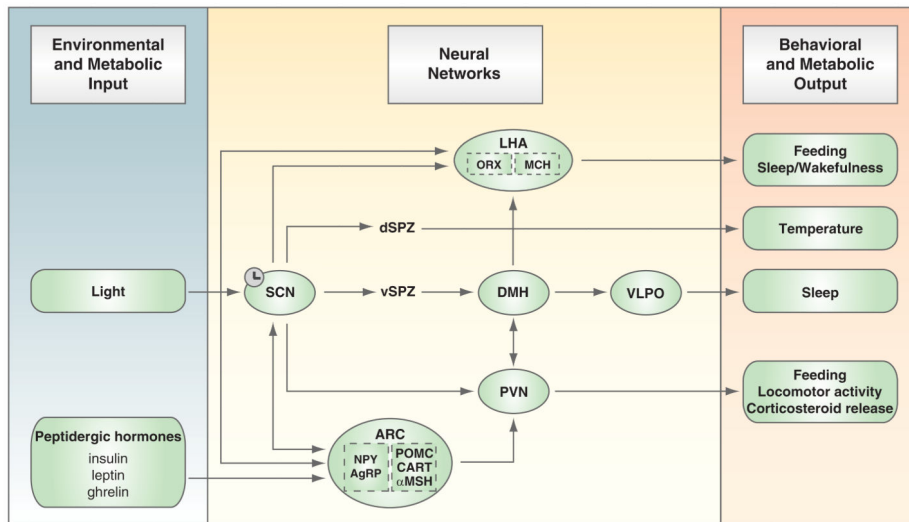 Environmental
and Metabolic
Input
Neural
Networks
Behavioral
and Metabolic
Output
LHA
ORX
MCH
Feeding
Sleep/Wakefulness
dSPZ
Temperature
Light
SCN
vSPZ
DMH
VLPO
Sleep
PVN
Feeding
Locomotor activity
Corticosteroid release
Peptidergic hormones
insulin
leptin
ghrelin
ARC
NPY
AgRP
POMC
CART
αMSH